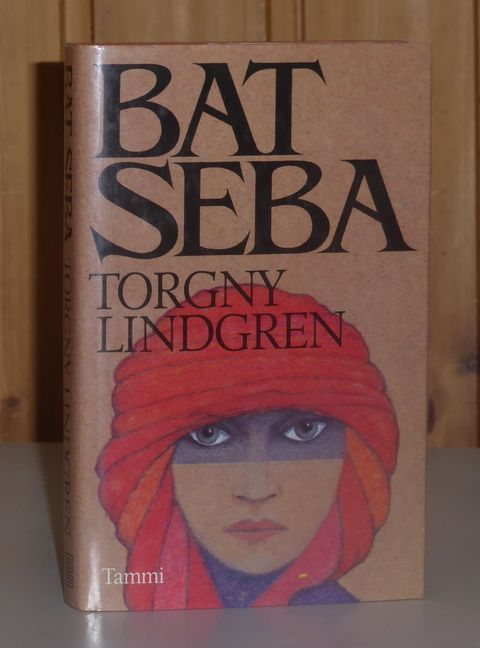 BAT
SEBA
TORGNY
LINDGREN
Tammi
BAT SEBA TORGNY LINDGREN